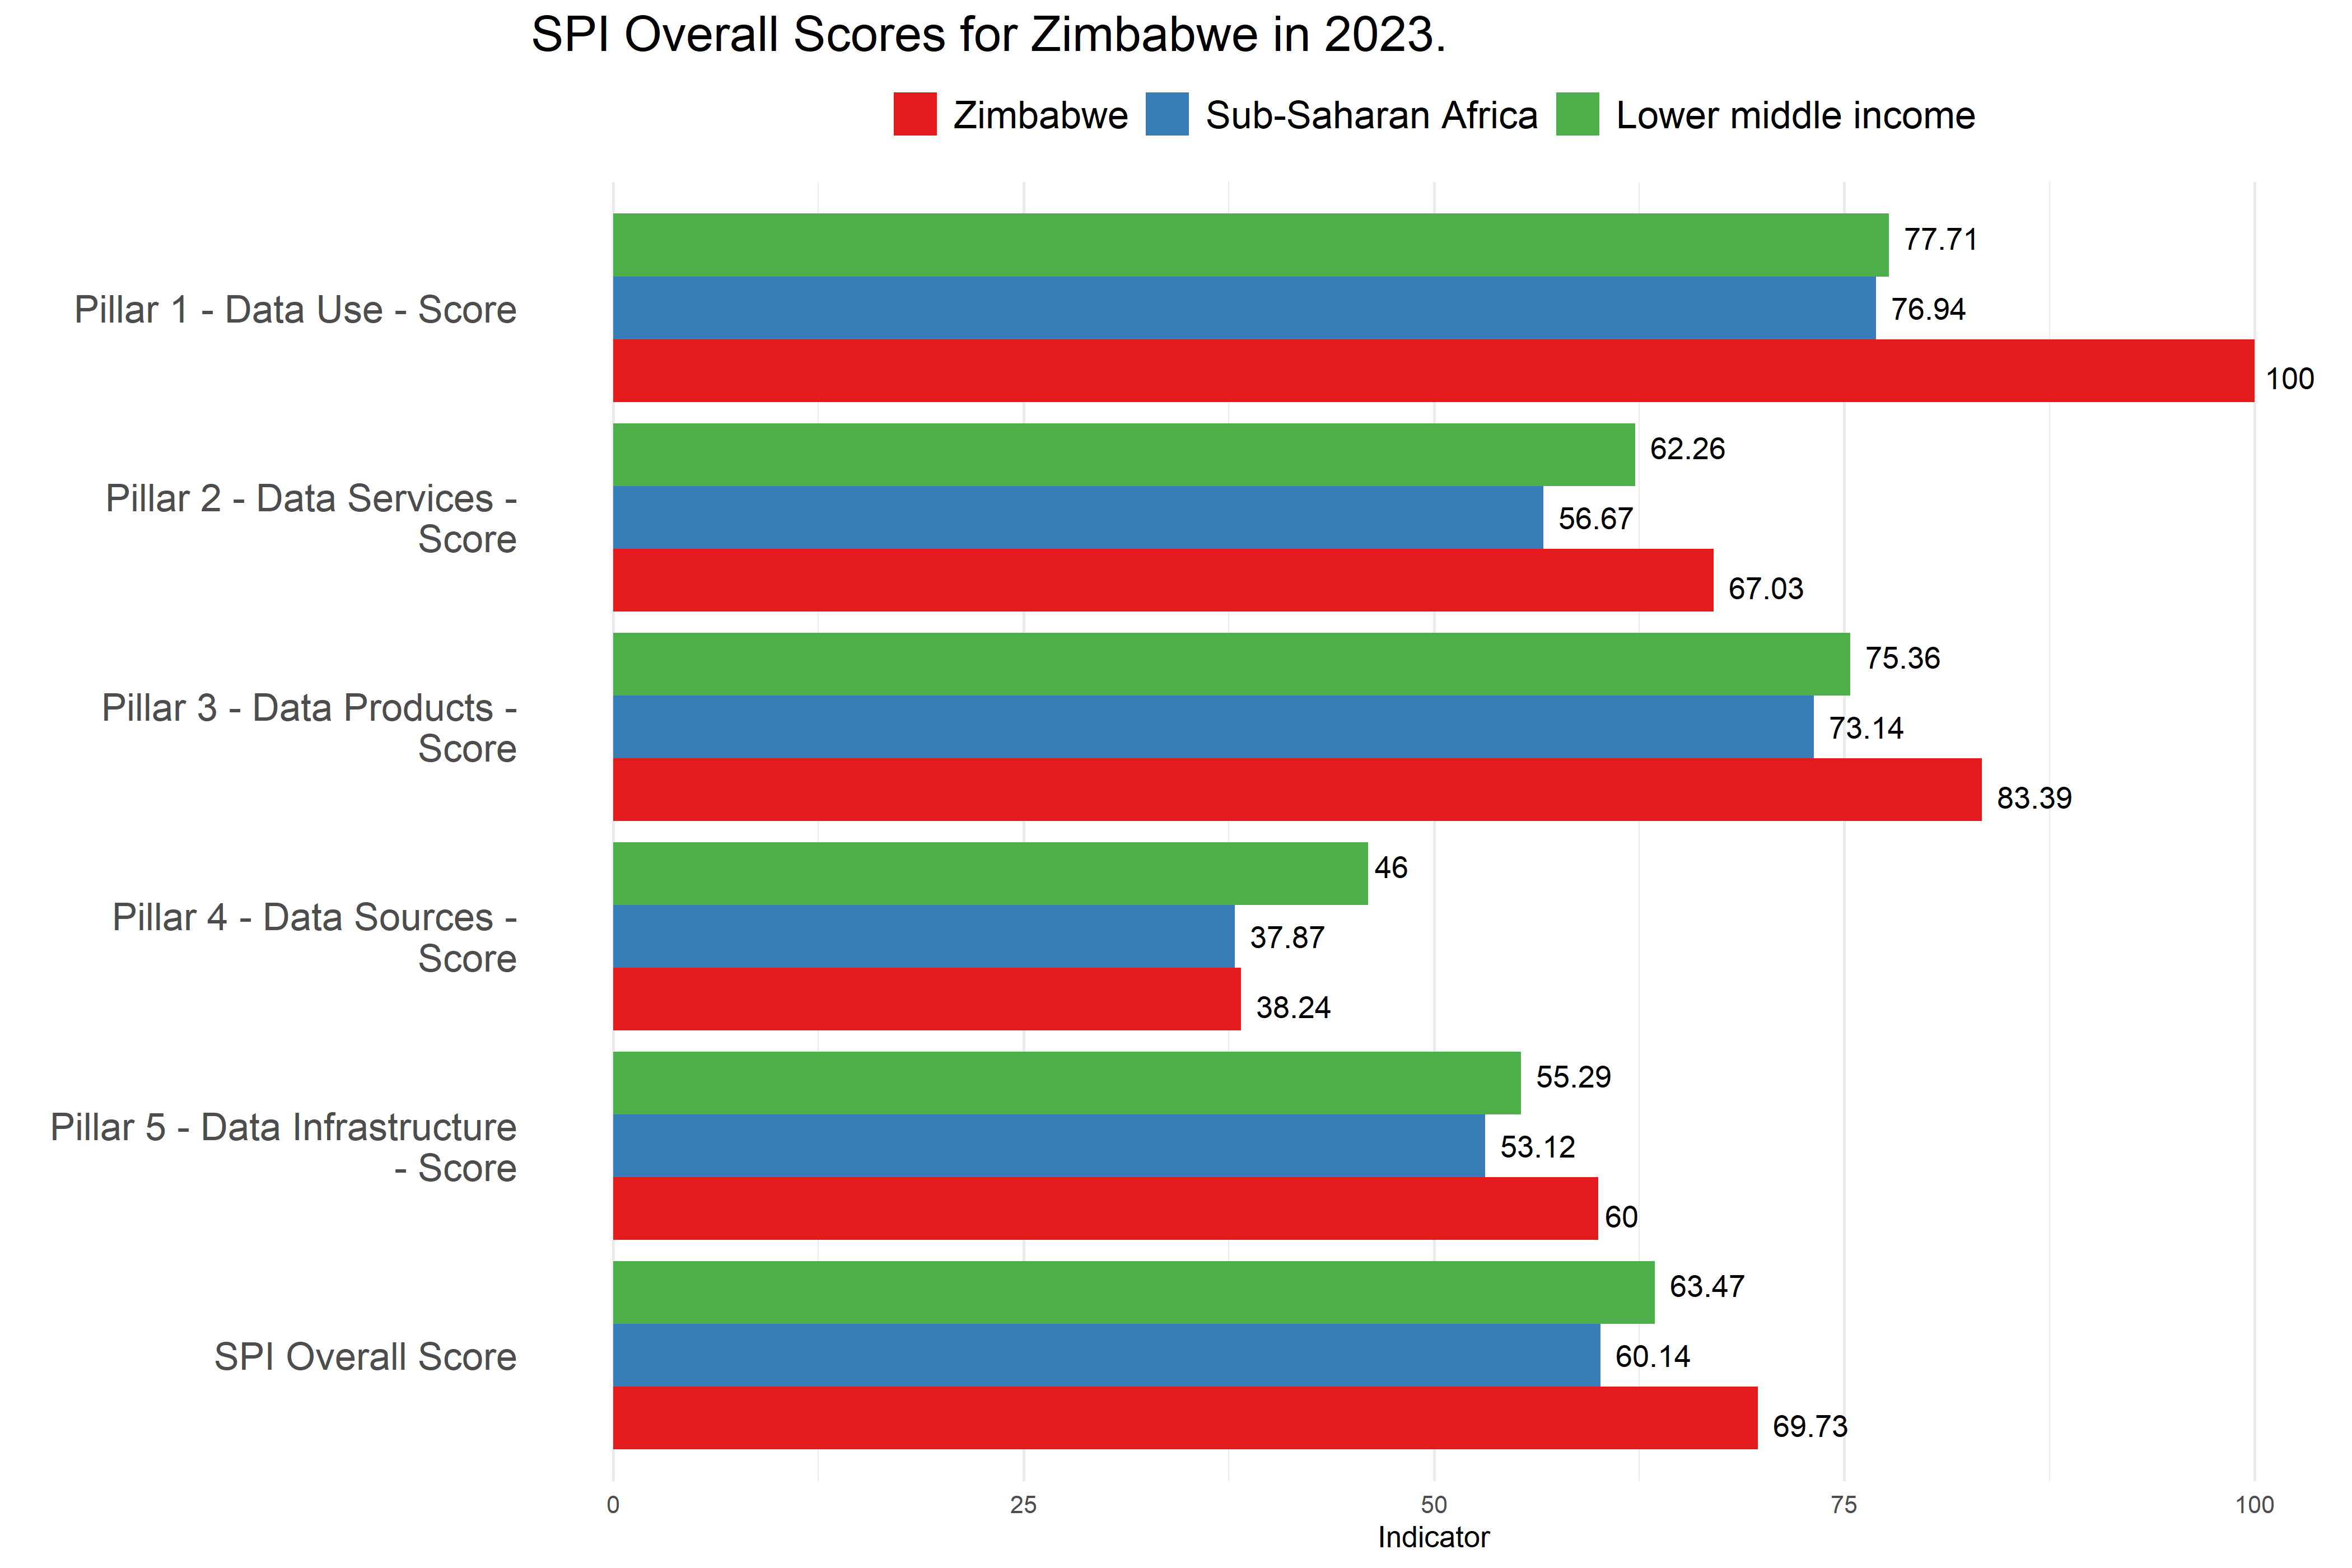 SPI Overall Scores for Zimbabwe in 2023.
Zimbabwe Sub-Saharan Africa Lower middle income
Pillar 1 - Data Use - Score
77.71
76.94
100
Pillar 2 - Data Services -
Score
62.26
56.67
67.03
Pillar 3 - Data Products -
Score
75.36
73.14
83.39
Pillar 4 - Data Sources -
Score
46
37.87
38.24
Pillar 5 - Data Infrastructure
- Score
55.29
53.12
60
SPI Overall Score
63.47
60.14
69.73
0 25 50 75 100
Indicator